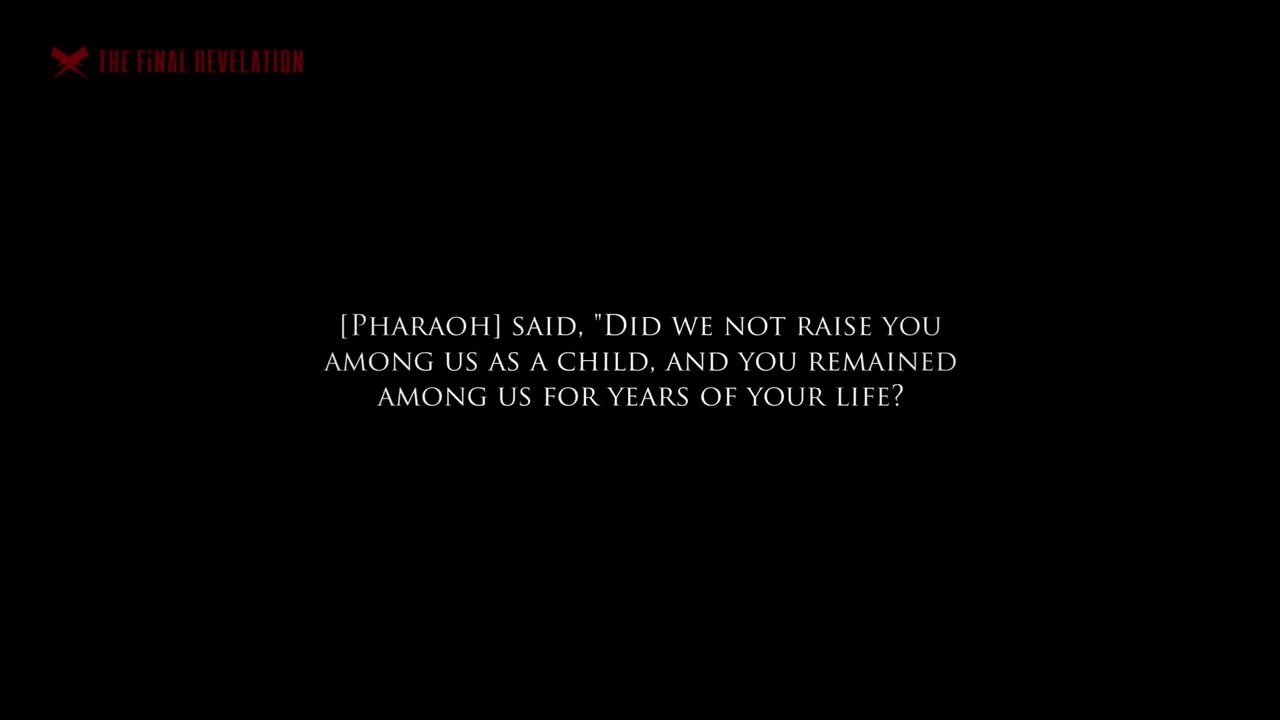 THE FiNAL REVELATION
[Pharaoh] said, "Did we not raise you
among us as a child, and you remained
among us for years of your life?